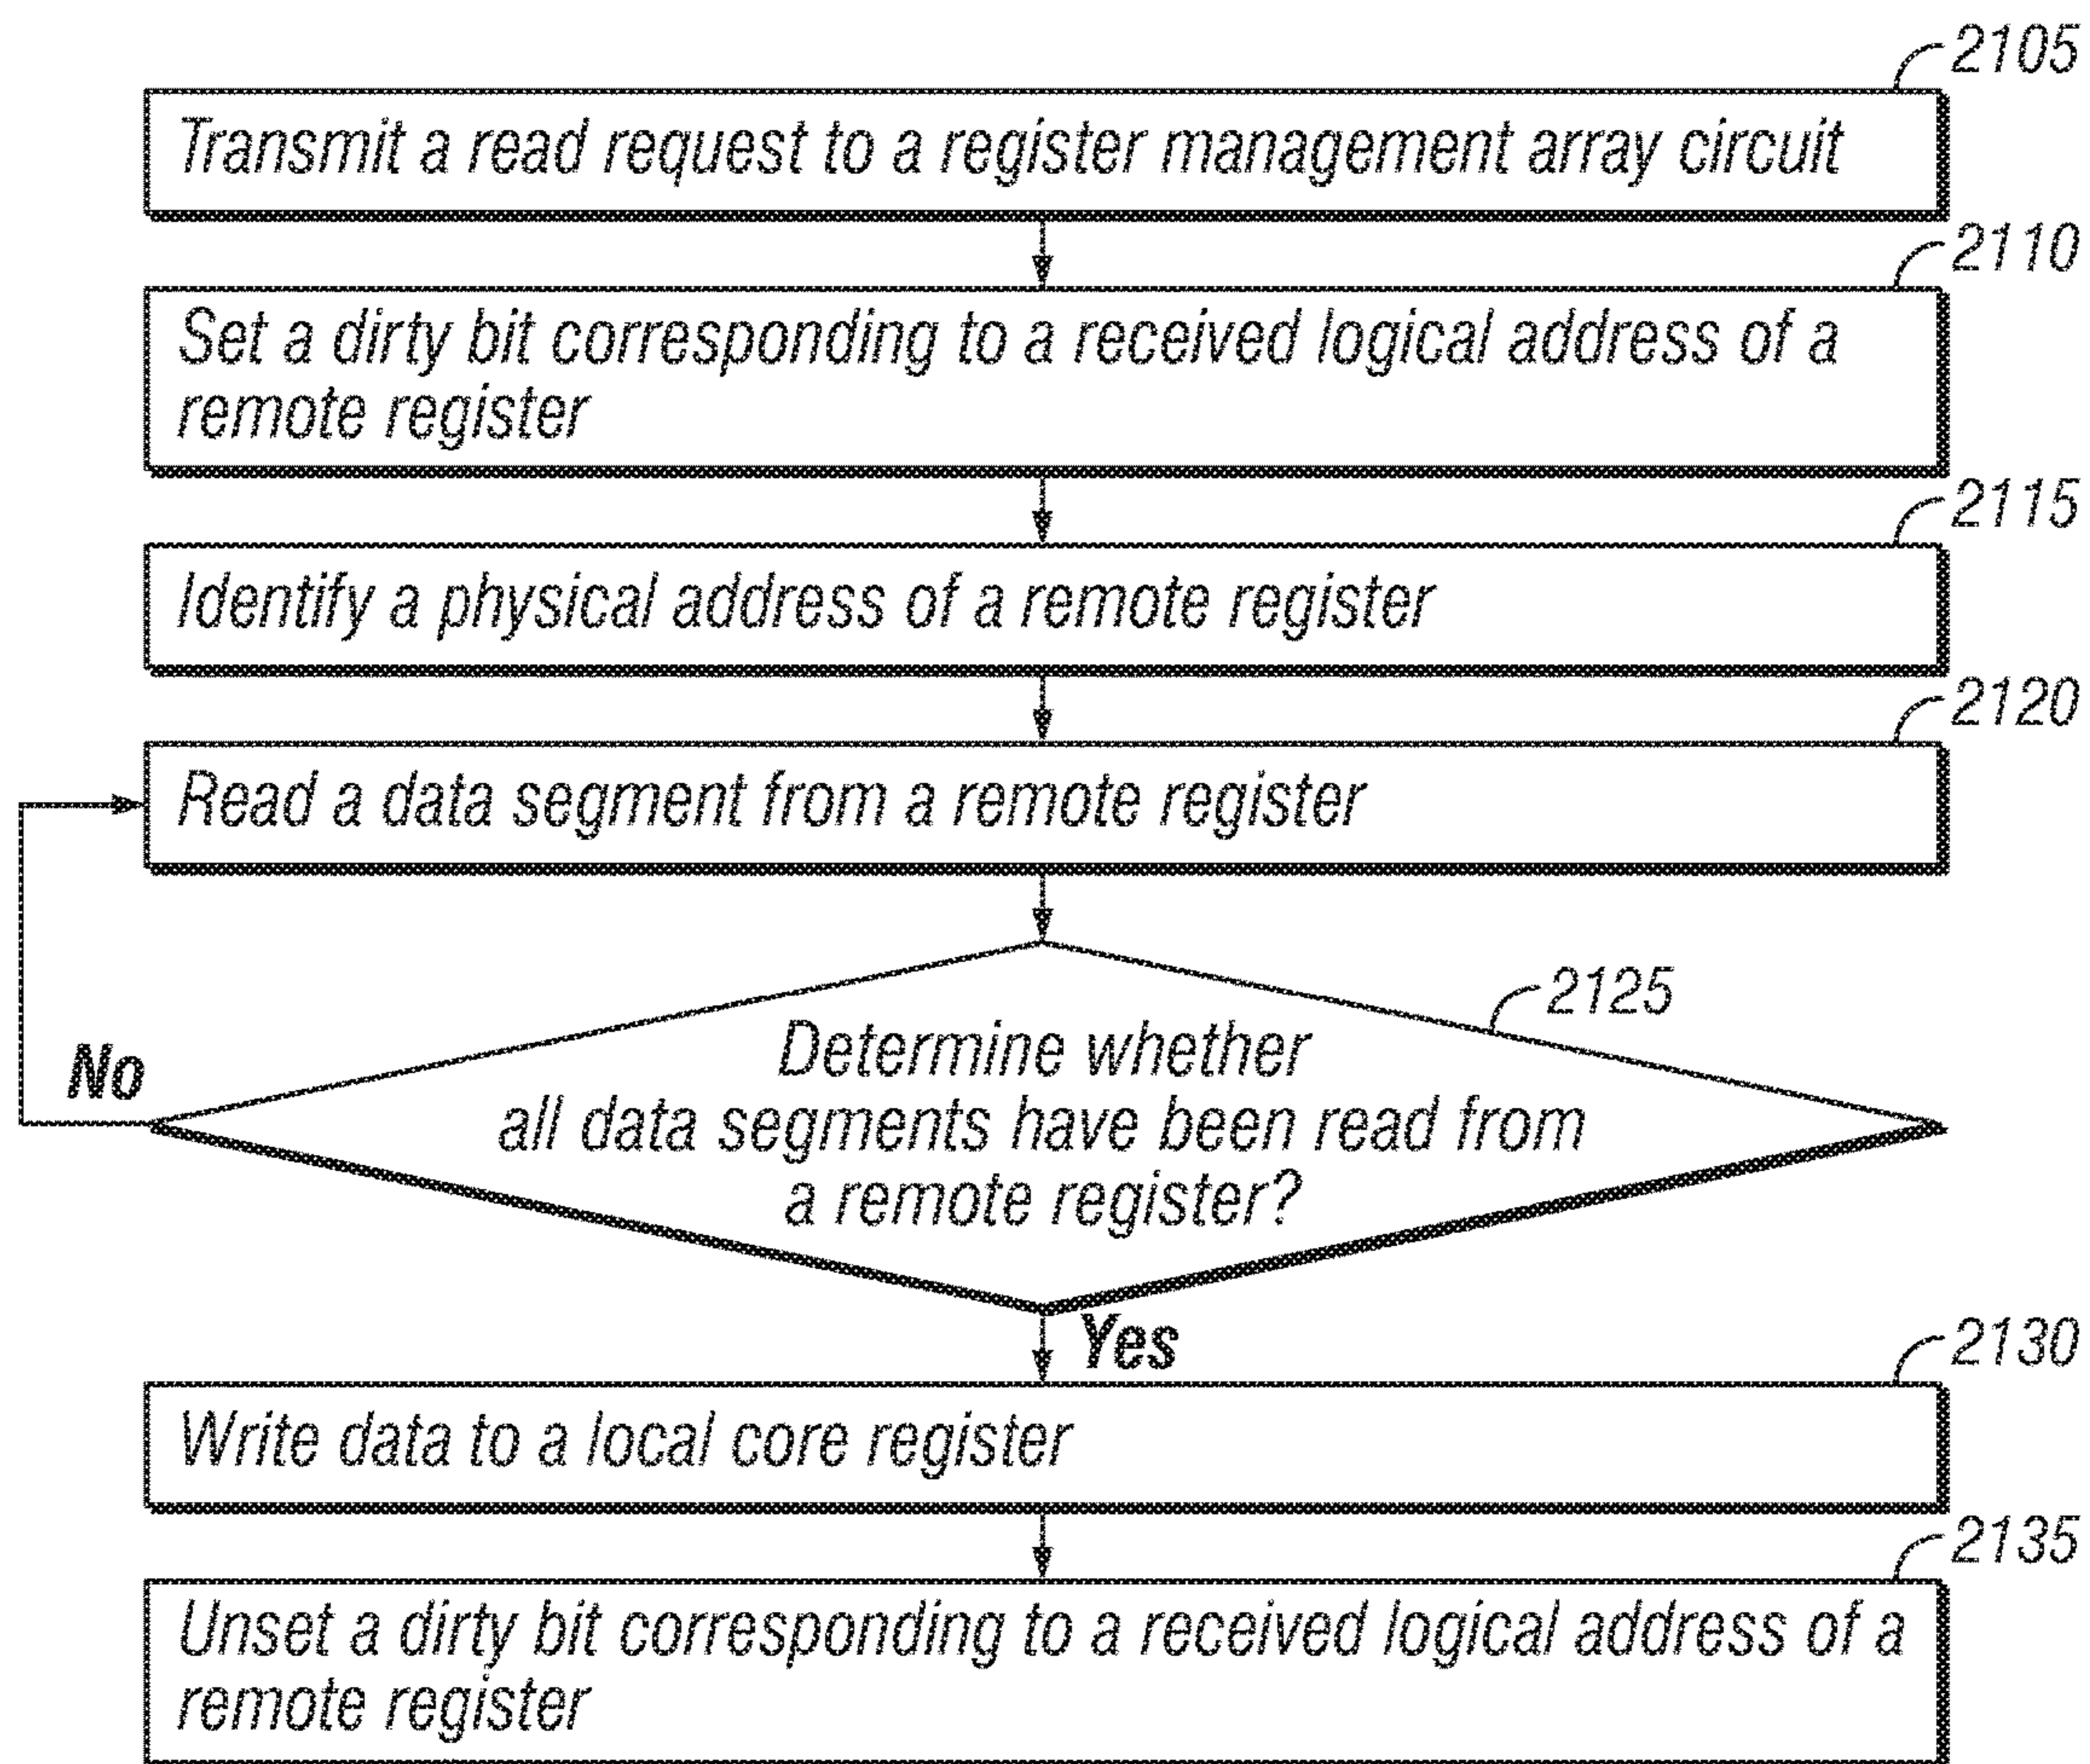 2105
Transmit a read request to a register management array circuit
2110
Set a dirty bit corresponding to a received logical address of a
remote register
2115
Identify a physical address of a remote register
2120
Read a data segment from a remote register
2125
Determine whether
all data segments have been read from
a remote register?
No
Yes
2130
Write data to a local core register
2135
Unset a dirty bit corresponding to a received logical address of a
remote register